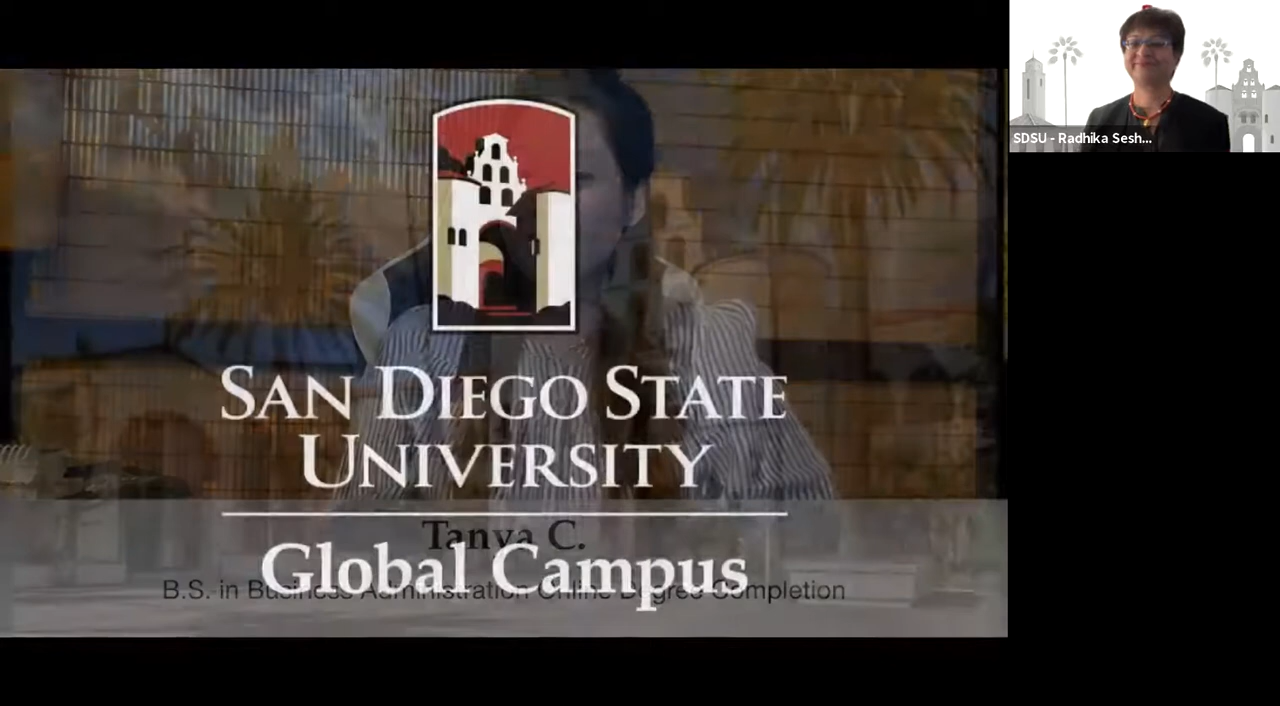 SAN DIEGO STATE
UNIVERSITY
Tanya C.
Global Campus
B.S. in Business Administration Online Degree Completion
SDSU - Radhika Sesh...